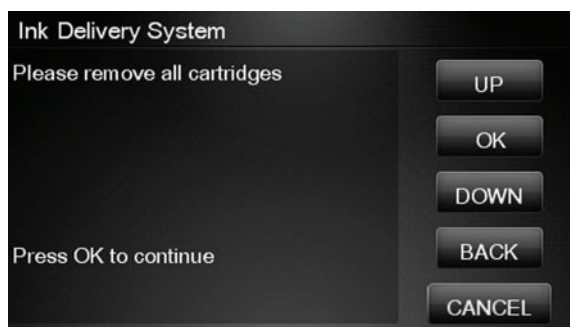 Ink Delivery System
Please remove all cartridges
Press OK to continue
UP
OK
DOWN
BACK
CANCEL